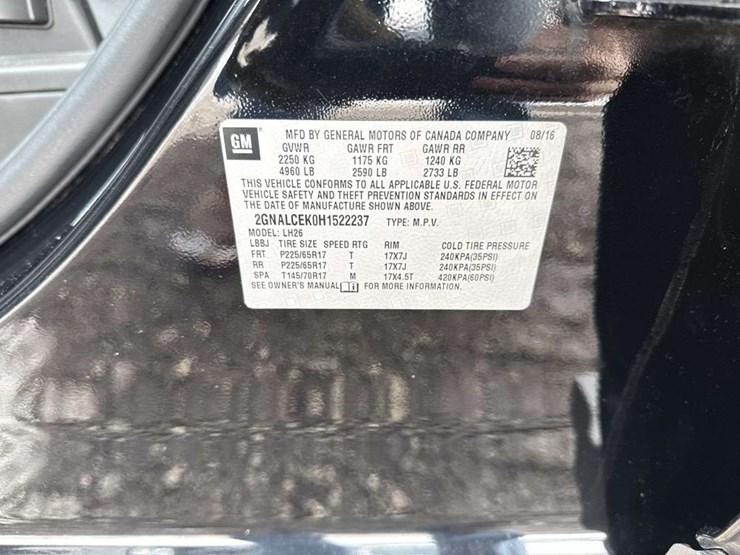 GM MFD BY GENERAL MOTORS OF CANADA COMPANY 08/16
GVWR GAWR FRT GAWR RR
2250 KG 1175 KG 1240 KG
4960 LB 2590 LB 2733 LB
THIS VEHICLE CONFORMS TO ALL APPLICABLE U.S. FEDERAL MOTOR
VEHICLE SAFETY AND THEFT PREVENTION STANDARDS IN EFFECT ON
THE DATE OF MANUFACTURE SHOWN ABOVE.
2GNALCEK0H1522237 TYPE: M.P.V.
MODEL: LH26
LBBJ TIRE SIZE SPEED RTG RIM COLD TIRE PRESSURE
FRT P225/65R17 T 17X7J 240KPA(35PSI)
RR P225/65R17 T 17X7J 240KPA(35PSI)
SPA T145/70R17 M 17X4.5T 420KPA(60PSI)
SEE OWNER'S MANUAL FOR MORE INFORMATION.